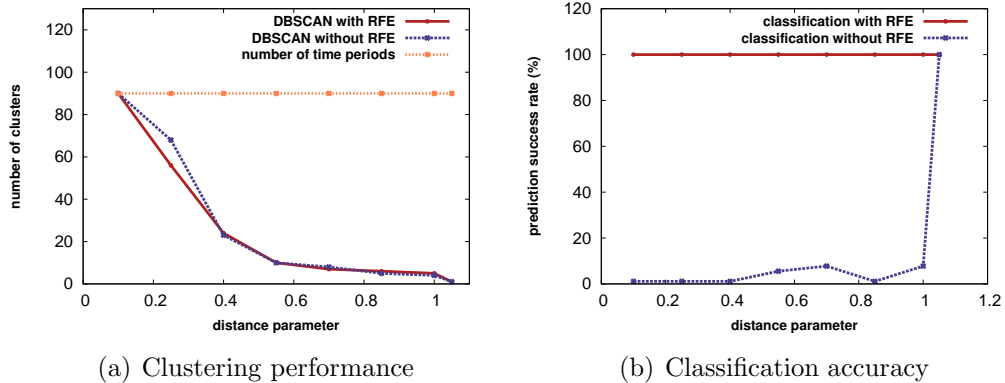 DBSCAN with RFE
DBSCAN without RFE
number of time periods
120
100
80
60
40
20
0
number of clusters
0 0.2 0.4 0.6 0.8 1
distance parameter
(a) Clustering performance
classification with RFE
classification without RFE
120
100
80
60
40
20
0
prediction success rate (%)
0 0.2 0.4 0.6 0.8 1 1.2
distance parameter
(b) Classification accuracy